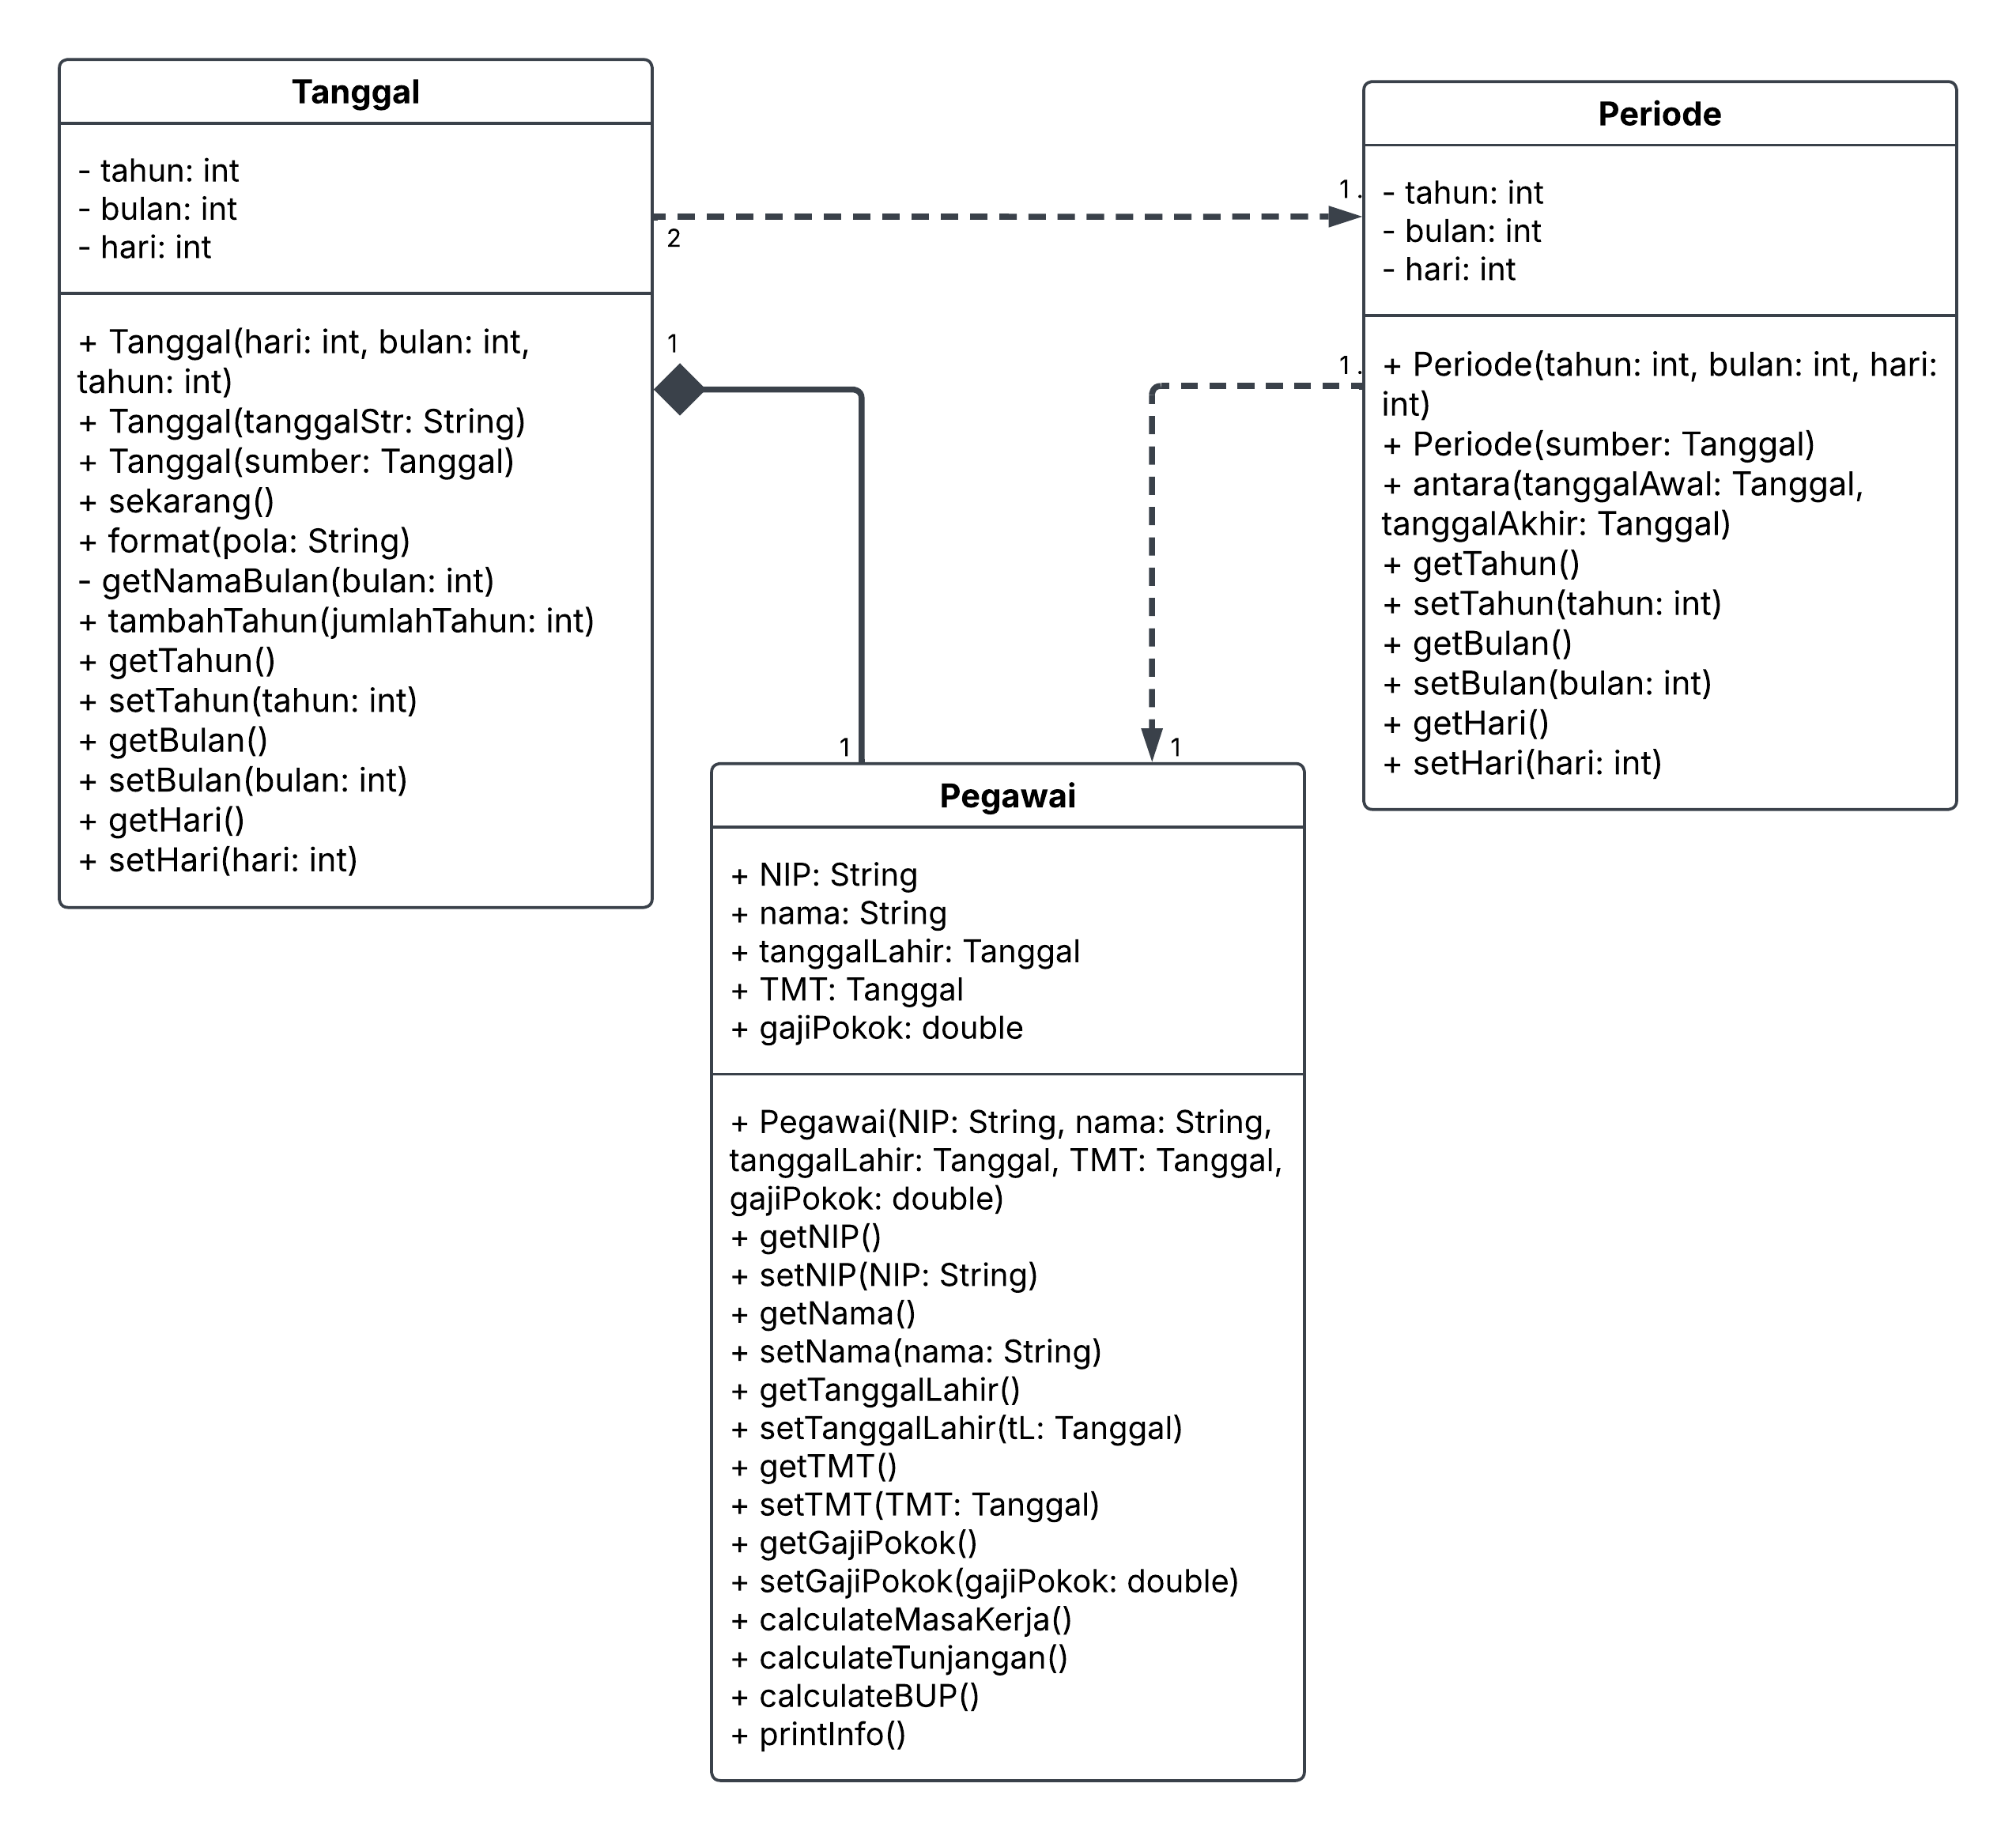 Tanggal
- tahun: int
- bulan: int
- hari: int
+ Tanggal(hari: int, bulan: int,
tahun: int)
+ Tanggal(tanggalStr: String)
+ Tanggal(sumber: Tanggal)
+ sekarang()
+ format(pola: String)
- getNamaBulan(bulan: int)
+ tambahTahun(jumlahTahun: int)
+ getTahun()
+ setTahun(tahun: int)
+ getBulan()
+ setBulan(bulan: int)
+ getHari()
+ setHari(hari: int)
2
1.
1
1.
1
1
Periode
- tahun: int
- bulan: int
- hari: int
+ Periode(tahun: int, bulan: int, hari:
int)
+ Periode(sumber: Tanggal)
+ antara(tanggalAwal: Tanggal,
tanggalAkhir: Tanggal)
+ getTahun()
+ setTahun(tahun: int)
+ getBulan()
+ setBulan(bulan: int)
+ getHari()
+ setHari(hari: int)
Pegawai
+ NIP: String
+ nama: String
+ tanggalLahir: Tanggal
+ TMT: Tanggal
+ gajiPokok: double
+ Pegawai(NIP: String, nama: String,
tanggalLahir: Tanggal, TMT: Tanggal,
gajiPokok: double)
+ getNIP()
+ setNIP(NIP: String)
+ getNama()
+ setNama(nama: String)
+ getTanggalLahir()
+ setTanggalLahir(tL: Tanggal)
+ getTMT()
+ setTMT(TMT: Tanggal)
+ getGajiPokok()
+ setGajiPokok(gajiPokok: double)
+ calculateMasaKerja()
+ calculateTunjangan()
+ calculateBUP()
+ printInfo()